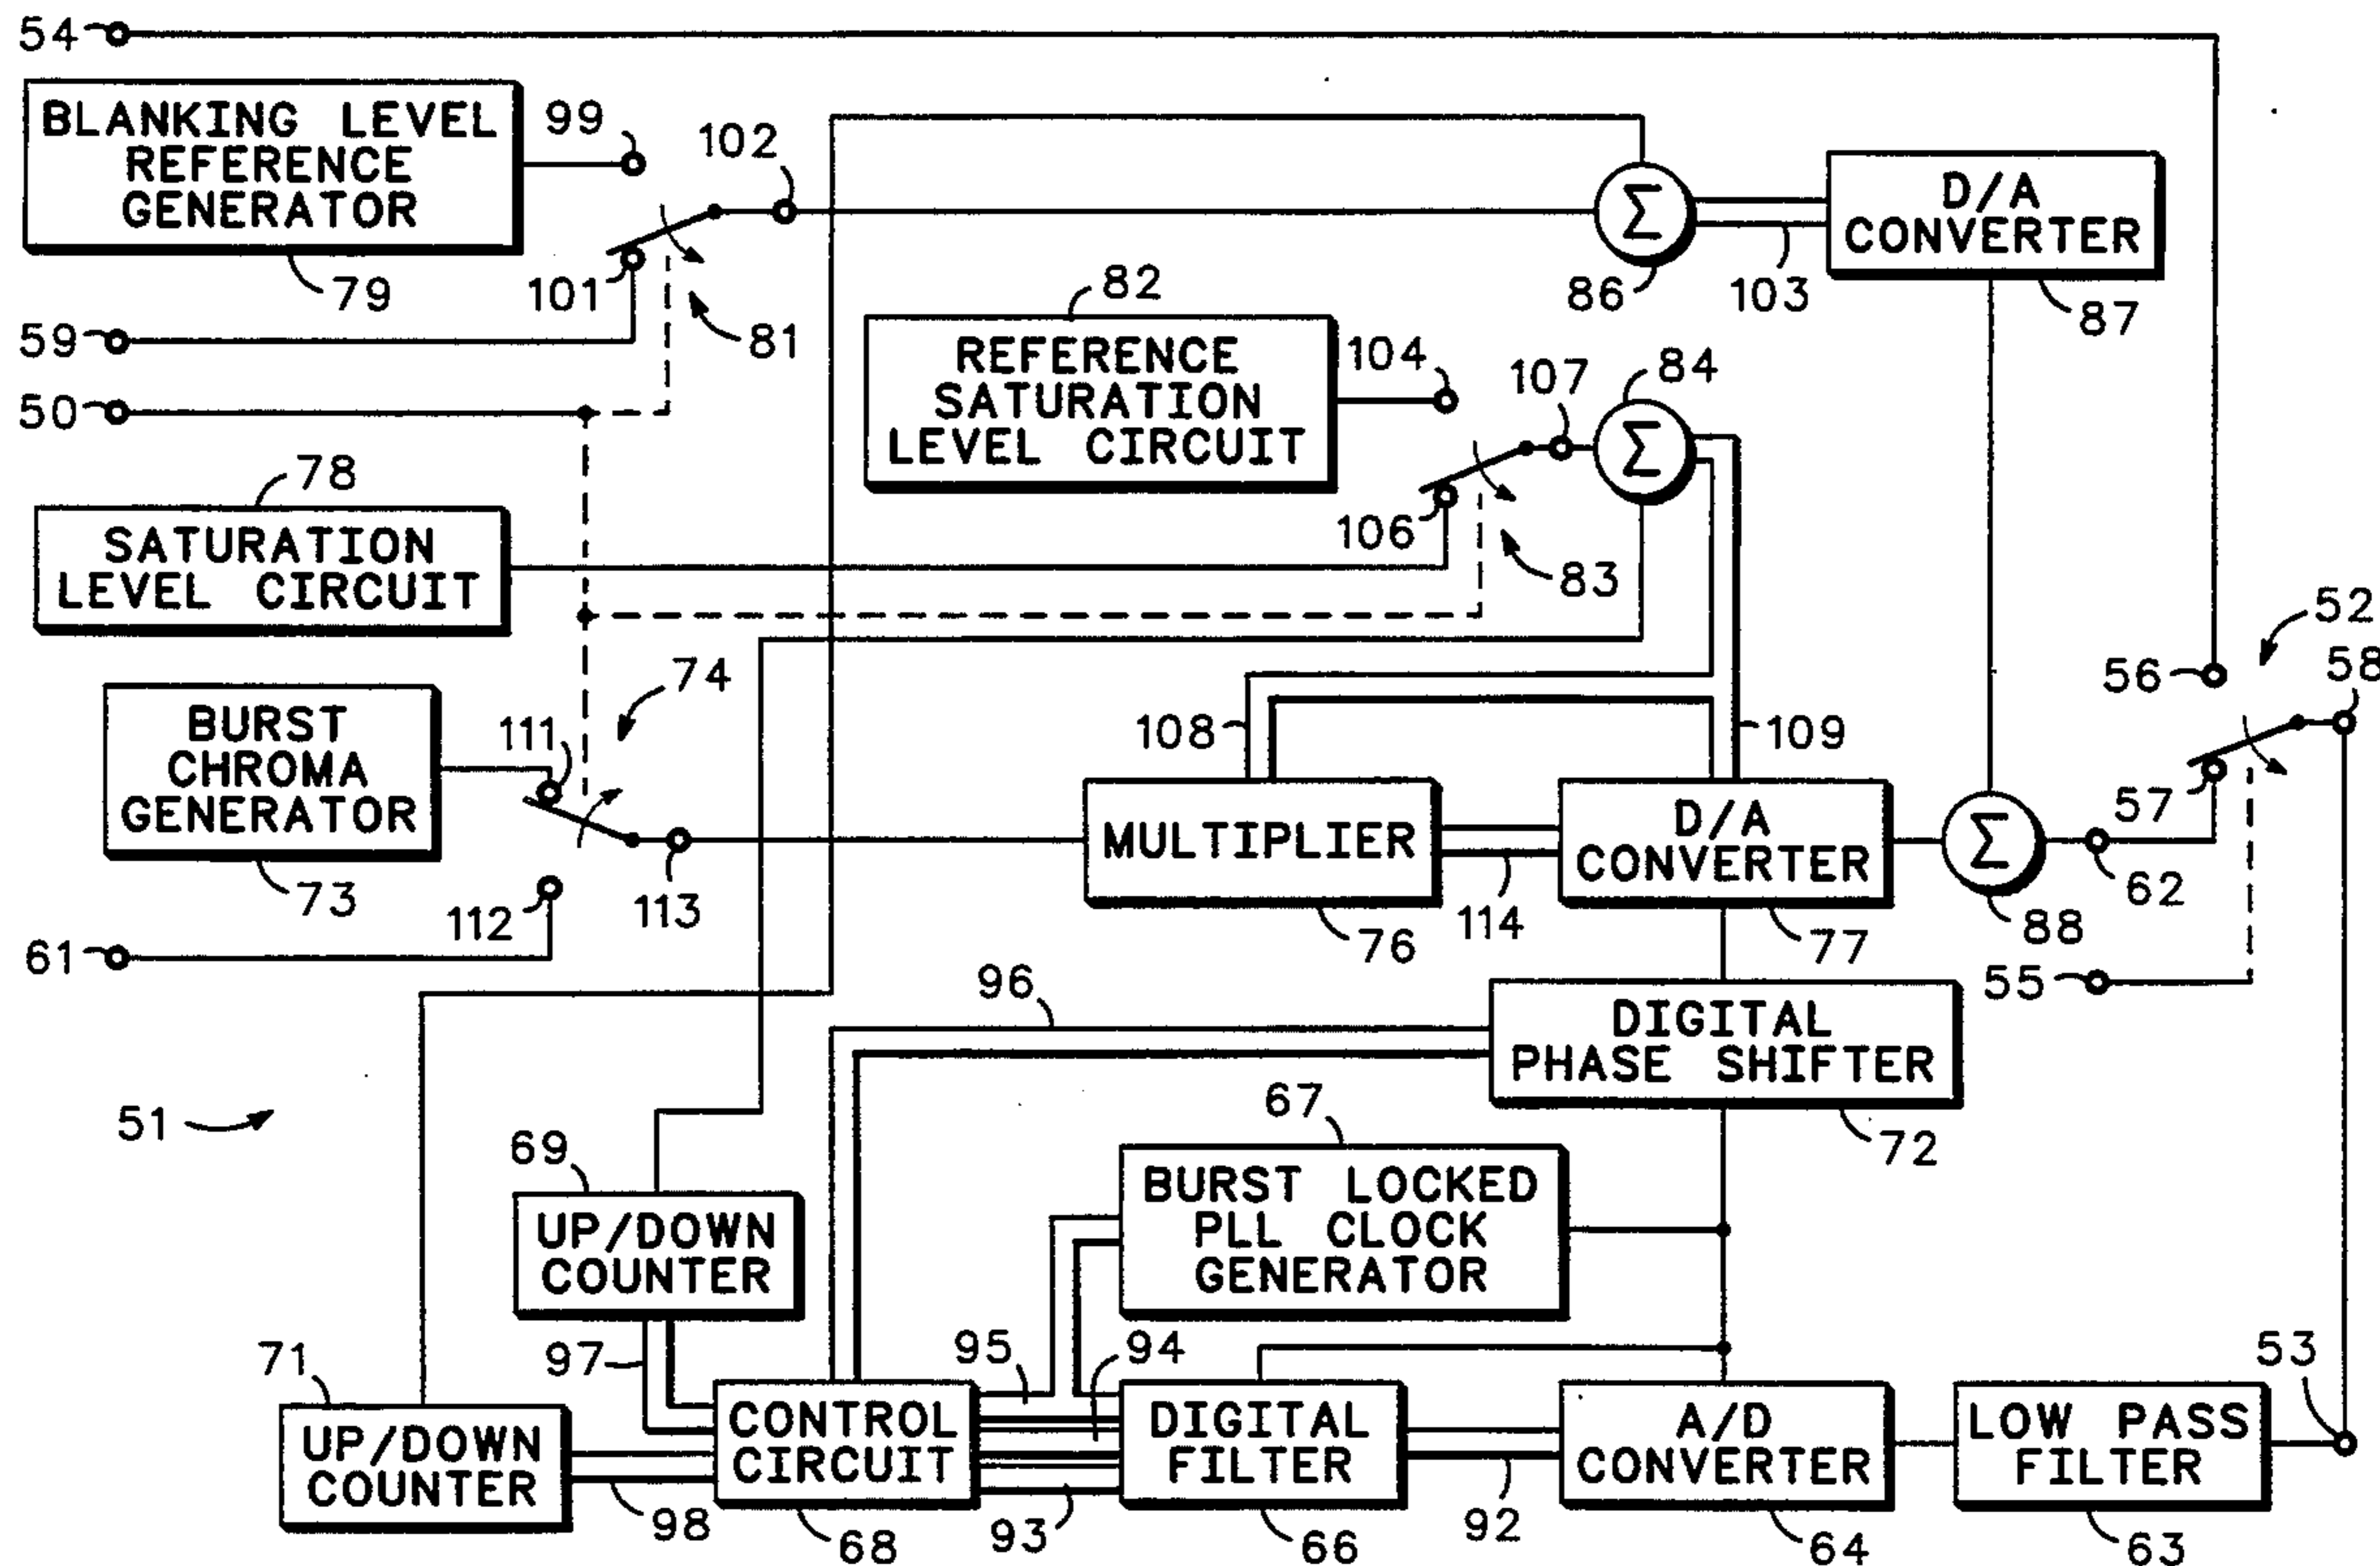 54
BLANKING LEVEL
REFERENCE
GENERATOR
79
99
102
101
81
Σ
86
103
D/A
CONVERTER
87
59
50
82
REFERENCE
SATURATION
LEVEL CIRCUIT
104
107
84
Σ
106
83
78
SATURATION
LEVEL CIRCUIT
52
56
58
57
BURST
CHROMA
GENERATOR
73
111
74
112
113
61
108
109
MULTIPLIER
76
114
D/A
CONVERTER
77
Σ
88
62
55
96
DIGITAL
PHASE SHIFTER
72
51
67
BURST LOCKED
PLL CLOCK
GENERATOR
69
UP/DOWN
COUNTER
97
71
UP/DOWN
COUNTER
98
CONTROL
CIRCUIT
68
95
94
93
DIGITAL
FILTER
66
92
A/D
CONVERTER
64
LOW PASS
FILTER
63
53